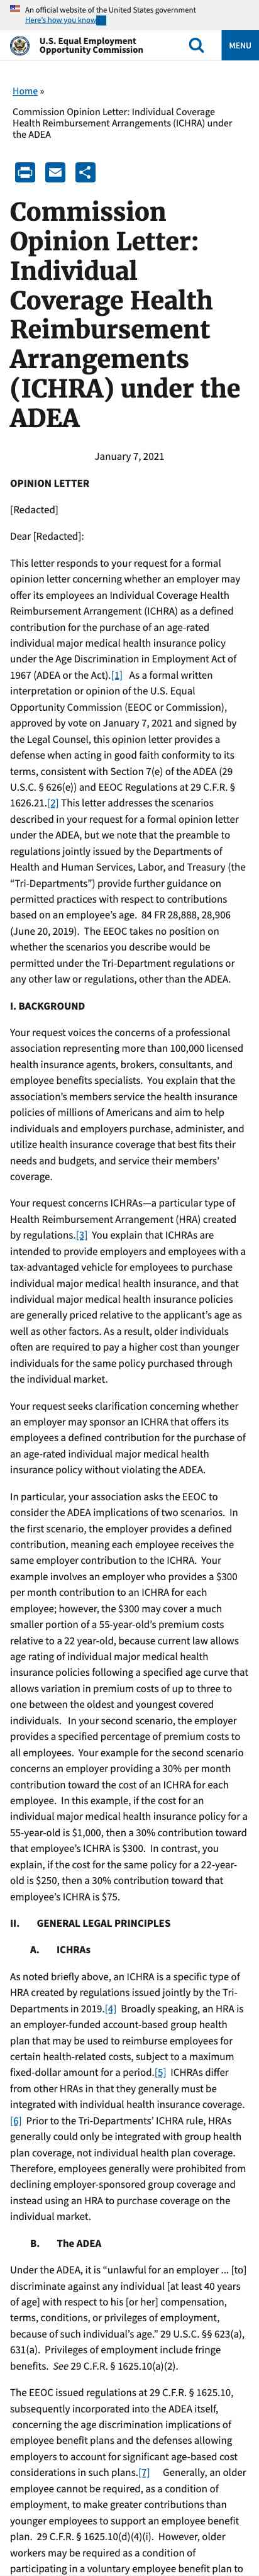 An official website of the United States government
Here's how you know
U.S. Equal Employment
Opportunity Commission
MENU
Home »
Commission Opinion Letter: Individual Coverage
Health Reimbursement Arrangements (ICHRA) under
the ADEA
Commission
Opinion Letter:
Individual
Coverage Health
Reimbursement
Arrangements
(ICHRA) under the
ADEA
January 7, 2021
OPINION LETTER
[Redacted]
Dear [Redacted]:
This letter responds to your request for a formal
opinion letter concerning whether an employer may
offer its employees an Individual Coverage Health
Reimbursement Arrangement (ICHRA) as a defined
contribution for the purchase of an age-rated
individual major medical health insurance policy
under the Age Discrimination in Employment Act of
1967 (ADEA or the Act).[1]   As a formal written
interpretation or opinion of the U.S. Equal
Opportunity Commission (EEOC or Commission),
approved by vote on January 7, 2021 and signed by
the Legal Counsel, this opinion letter provides a
defense when acting in good faith conformity to its
terms, consistent with Section 7(e) of the ADEA (29
U.S.C. § 626(e)) and EEOC Regulations at 29 C.F.R. §
1626.21.[2] This letter addresses the scenarios
described in your request for a formal opinion letter
under the ADEA, but we note that the preamble to
regulations jointly issued by the Departments of
Health and Human Services, Labor, and Treasury (the
“Tri-Departments”) provide further guidance on
permitted practices with respect to contributions
based on an employee’s age.  84 FR 28,888, 28,906
(June 20, 2019).  The EEOC takes no position on
whether the scenarios you describe would be
permitted under the Tri-Department regulations or
any other law or regulations, other than the ADEA.
I. BACKGROUND
Your request voices the concerns of a professional
association representing more than 100,000 licensed
health insurance agents, brokers, consultants, and
employee benefits specialists.  You explain that the
association’s members service the health insurance
policies of millions of Americans and aim to help
individuals and employers purchase, administer, and
utilize health insurance coverage that best fits their
needs and budgets, and service their members’
coverage.
Your request concerns ICHRAs—a particular type of
Health Reimbursement Arrangement (HRA) created
by regulations.[3]  You explain that ICHRAs are
intended to provide employers and employees with a
tax-advantaged vehicle for employees to purchase
individual major medical health insurance, and that
individual major medical health insurance policies
are generally priced relative to the applicant’s age as
well as other factors. As a result, older individuals
often are required to pay a higher cost than younger
individuals for the same policy purchased through
the individual market.
Your request seeks clarification concerning whether
an employer may sponsor an ICHRA that offers its
employees a defined contribution for the purchase of
an age-rated individual major medical health
insurance policy without violating the ADEA.
In particular, your association asks the EEOC to
consider the ADEA implications of two scenarios.  In
the first scenario, the employer provides a defined
contribution, meaning each employee receives the
same employer contribution to the ICHRA.  Your
example involves an employer who provides a $300
per month contribution to an ICHRA for each
employee; however, the $300 may cover a much
smaller portion of a 55-year-old’s premium costs
relative to a 22 year-old, because current law allows
age rating of individual major medical health
insurance policies following a specified age curve that
allows variation in premium costs of up to three to
one between the oldest and youngest covered
individuals.   In your second scenario, the employer
provides a specified percentage of premium costs to
all employees.  Your example for the second scenario
concerns an employer providing a 30% per month
contribution toward the cost of an ICHRA for each
employee.  In this example, if the cost for an
individual major medical health insurance policy for a
55-year-old is $1,000, then a 30% contribution toward
that employee’s ICHRA is $300.  In contrast, you
explain, if the cost for the same policy for a 22-year-
old is $250, then a 30% contribution toward that
employee’s ICHRA is $75.
II.      GENERAL LEGAL PRINCIPLES
A.      ICHRAs
As noted briefly above, an ICHRA is a specific type of
HRA created by regulations issued jointly by the Tri-
Departments in 2019.[4]  Broadly speaking, an HRA is
an employer-funded account-based group health
plan that may be used to reimburse employees for
certain health-related costs, subject to a maximum
fixed-dollar amount for a period.[5]  ICHRAs differ
from other HRAs in that they generally must be
integrated with individual health insurance coverage.
[6]  Prior to the Tri-Departments’ ICHRA rule, HRAs
generally could only be integrated with group health
plan coverage, not individual health plan coverage.
Therefore, employees generally were prohibited from
declining employer-sponsored group coverage and
instead using an HRA to purchase coverage on the
individual market.
B.      The ADEA
Under the ADEA, it is “unlawful for an employer ... [to]
discriminate against any individual [at least 40 years
of age] with respect to his [or her] compensation,
terms, conditions, or privileges of employment,
because of such individual’s age.” 29 U.S.C. §§ 623(a),
631(a).  Privileges of employment include fringe
benefits.  See 29 C.F.R. § 1625.10(a)(2).
The EEOC issued regulations at 29 C.F.R. § 1625.10,
subsequently incorporated into the ADEA itself,
concerning the age discrimination implications of
employee benefit plans and the defenses allowing
employers to account for significant age-based cost
considerations in such plans.[7]     Generally, an older
employee cannot be required, as a condition of
employment, to make greater contributions than
younger employees to support an employee benefit
plan.  29 C.F.R. § 1625.10(d)(4)(i).  However, older
workers may be required as a condition of
participating in a voluntary employee benefit plan to